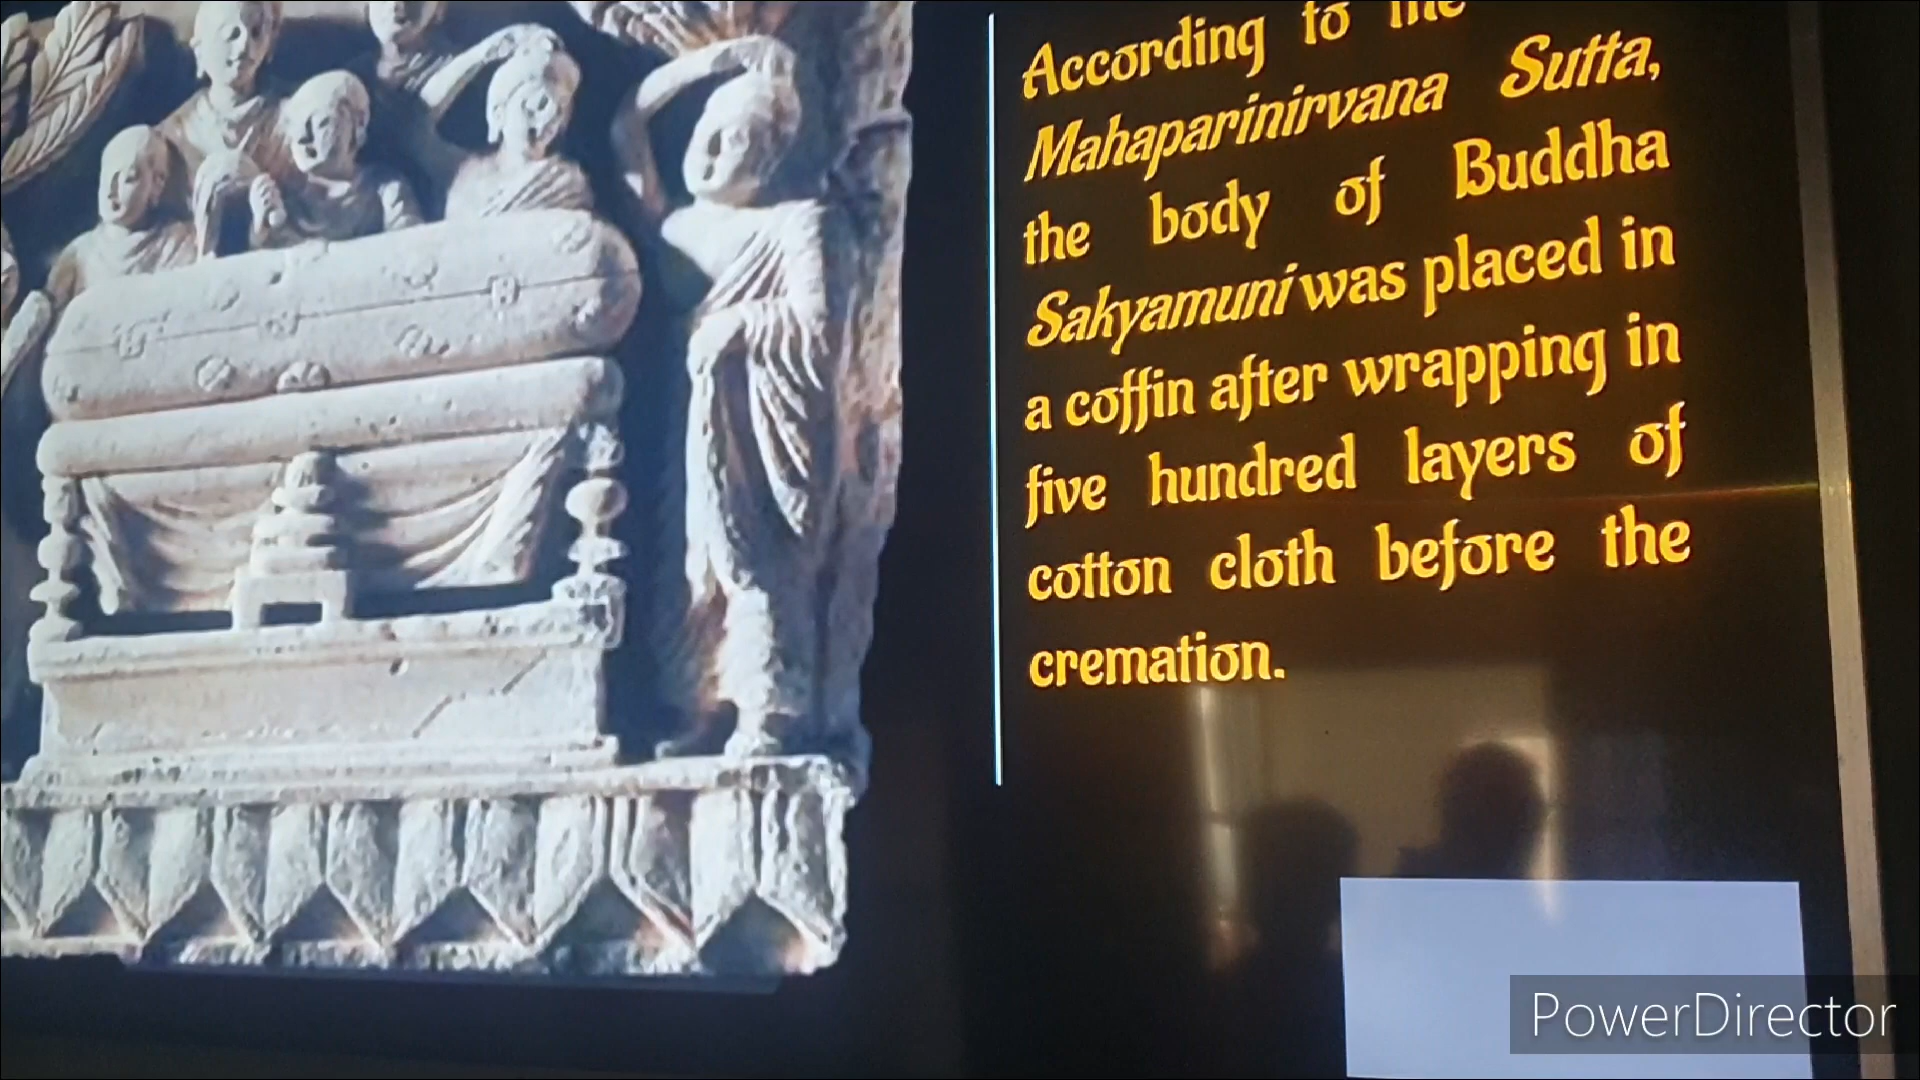 According to the
Mahaparinirvana Sutta,
the body of Buddha
Sakyamuni was placed in
a coffin after wrapping in
five hundred layers of
cotton cloth before the
cremation.
PowerDirector